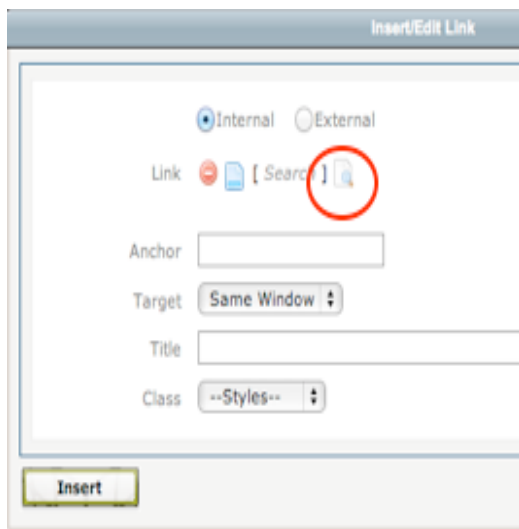 Insert/Edit Link
Internal External
Link [ Search ]
Anchor
Target Same Window
Title
Class --Styles--
Insert